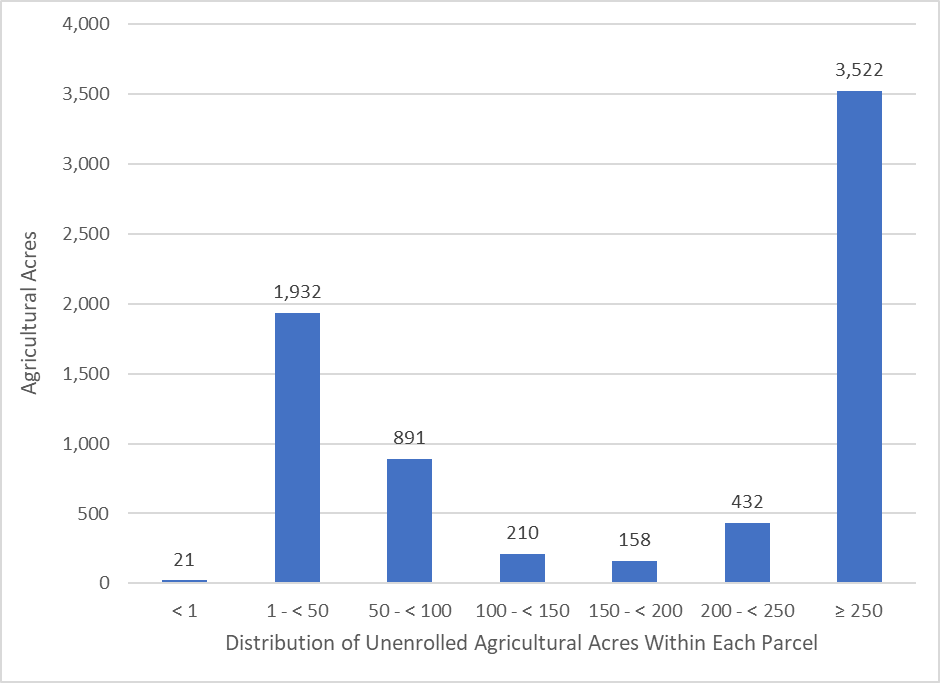 4,000
3,500
3,000
2,500
2,000
1,500
1,000
500
0
Agricultural Acres
21
1,932
891
210
158
432
3,522
< 1
1 - < 50
50 - < 100
100 - < 150
150 - < 200
200 - < 250
≥ 250
Distribution of Unenrolled Agricultural Acres Within Each Parcel